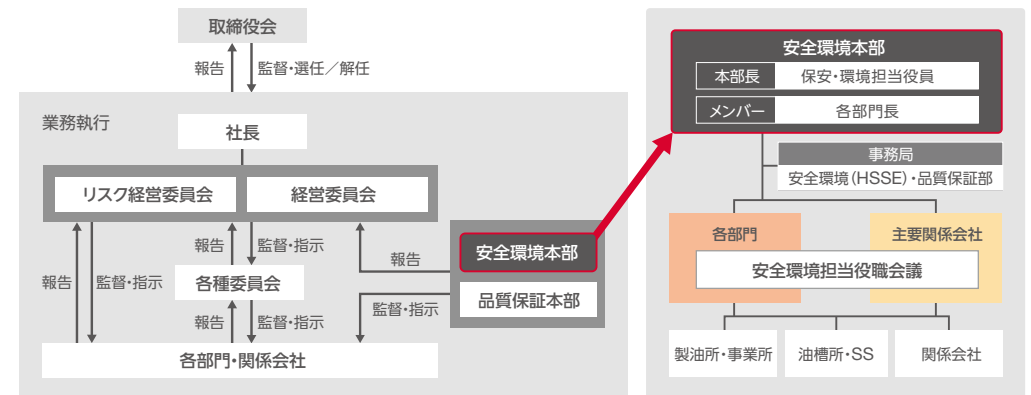 取締役会
報告
監督・選任／解任
業務執行
社長
リスク経営委員会
経営委員会
報告
監督・指示
報告
監督・指示
各種委員会
報告
監督・指示
報告
安全環境本部
品質保証本部
監督・指示
各部門・関係会社
安全環境本部
本部長
保安・環境担当役員
メンバー
各部門長
事務局
安全環境（HSSE）・品質保証部
各部門
主要関係会社
安全環境担当役職会議
製油所・事業所
油槽所・SS
関係会社